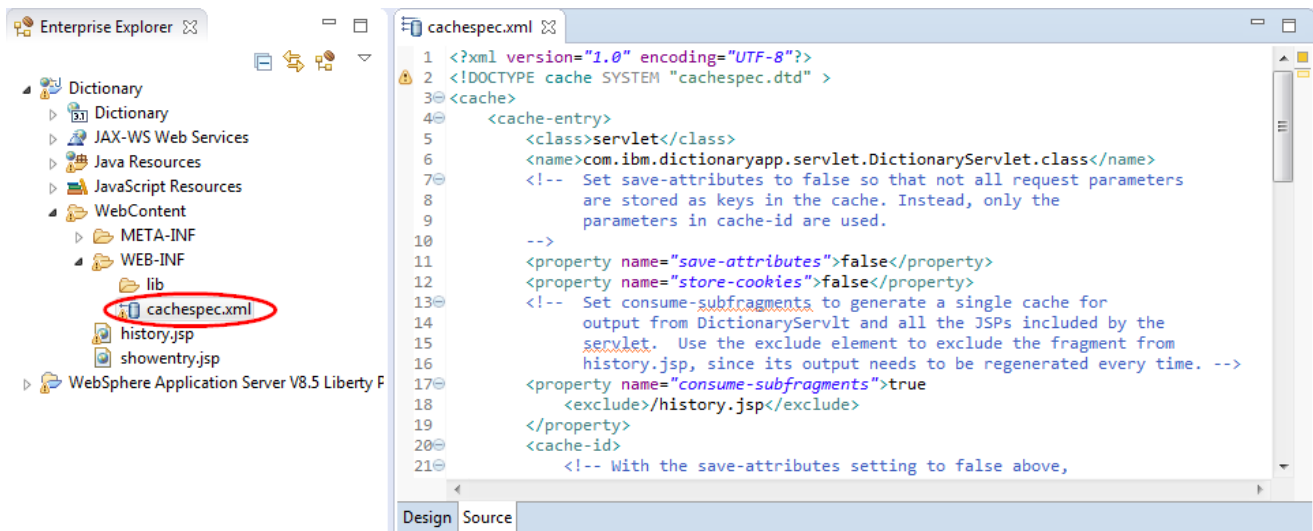 Enterprise Explorer
Dictionary
3.1 Dictionary
JAX-WS Web Services
Java Resources
JavaScript Resources
WebContent
META-INF
WEB-INF
lib
cachespec.xml
history.jsp
showentry.jsp
WebSphere Application Server V8.5 Liberty P
cachespec.xml
1 <?xml version="1.0" encoding="UTF-8"?>
2 <!DOCTYPE cache SYSTEM "cachespec.dtd" >
3 <cache>
4 <cache-entry>
5 <class>servlet</class>
6 <name>com.ibm.dictionaryapp.servlet.DictionaryServlet.class</name>
7 <!-- Set save-attributes to false so that not all request parameters
8 are stored as keys in the cache. Instead, only the
9 parameters in cache-id are used.
10 -->
11 <property name="save-attributes">false</property>
12 <property name="store-cookies">false</property>
13 <!-- Set consume-subfragments to generate a single cache for
14 output from DictionaryServlt and all the JSPs included by the
15 servlet. Use the exclude element to exclude the fragment from
16 history.jsp, since its output needs to be regenerated every time. -->
17 <property name="consume-subfragments">true
18 <exclude>/history.jsp</exclude>
19 </property>
20 <cache-id>
21 <!-- With the save-attributes setting to false above,
Design Source